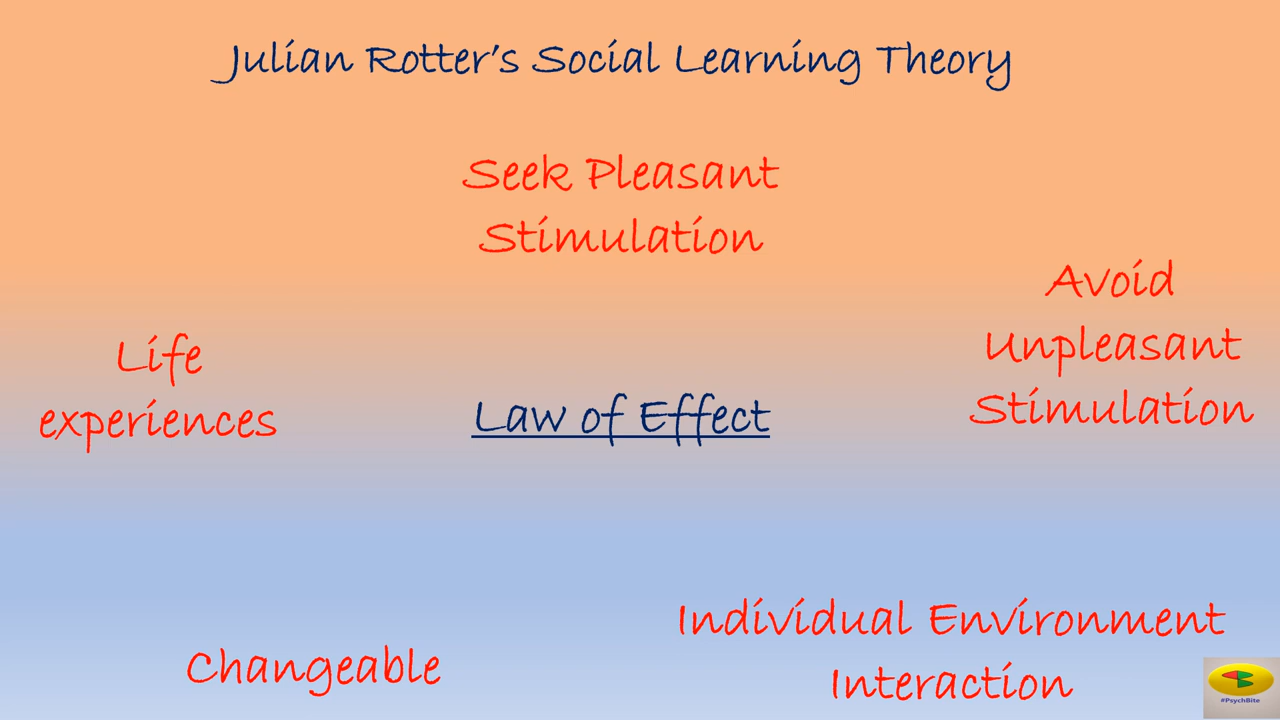 Julian Rotter's Social Learning Theory
Seek Pleasant
Stimulation
Avoid
Unpleasant
Stimulation
Life
experiences
Law of Effect
Individual Environment
Interaction
Changeable
#PsychBite